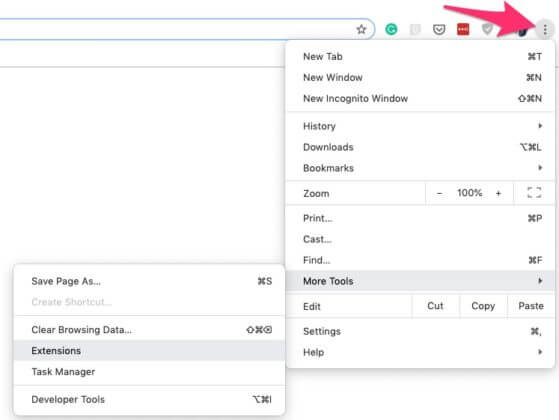 New Tab ⌘T
New Window ⌘N
New Incognito Window ⇧⌘N
History
Downloads ⌥⌘L
Bookmarks
Zoom - 100% +
Print... ⌘P
Cast...
Find... ⌘F
More Tools
Edit Cut Copy Paste
Settings ⌘,
Help
Save Page As... ⌘S
Create Shortcut...
Clear Browsing Data... ⇧⌘⌫
Extensions
Task Manager
Developer Tools ⌥⌘I